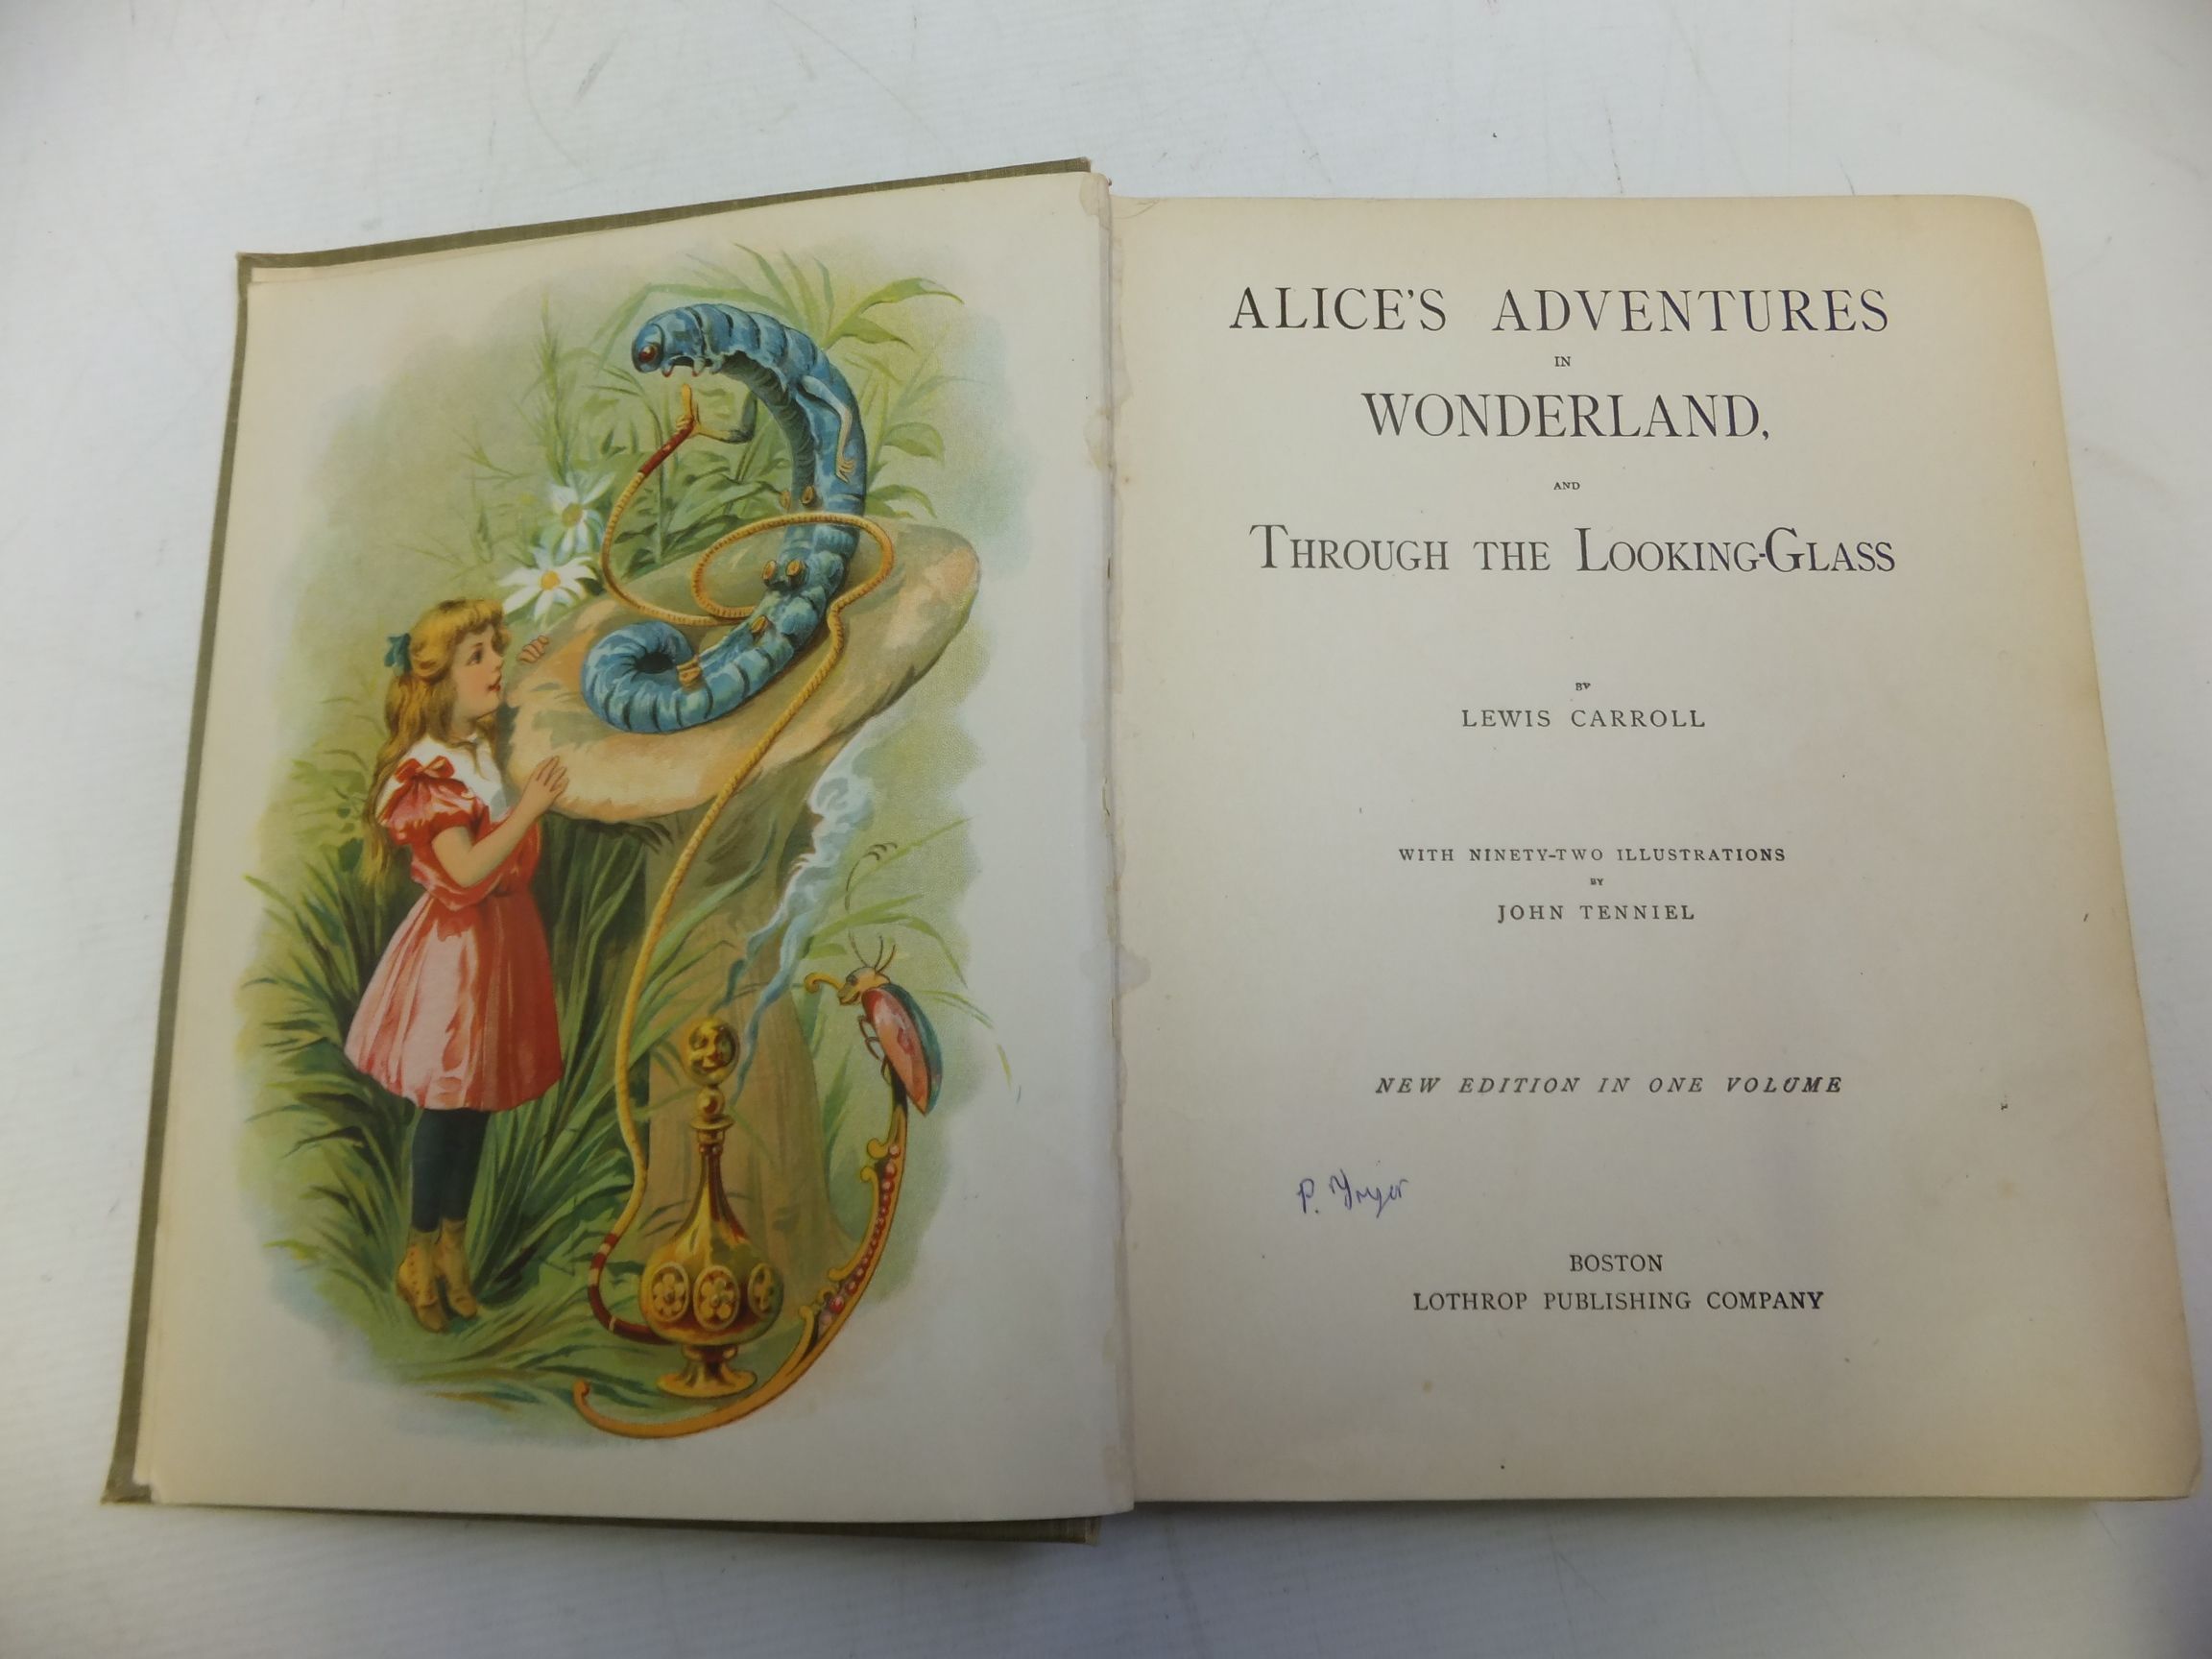 ALICE'S ADVENTURES
IN
WONDERLAND,
AND
THROUGH THE LOOKING-GLASS
BY
LEWIS CARROLL
WITH NINETY-TWO ILLUSTRATIONS
BY
JOHN TENNIEL
NEW EDITION IN ONE VOLUME
P.
BOSTON
LOTHROP PUBLISHING COMPANY